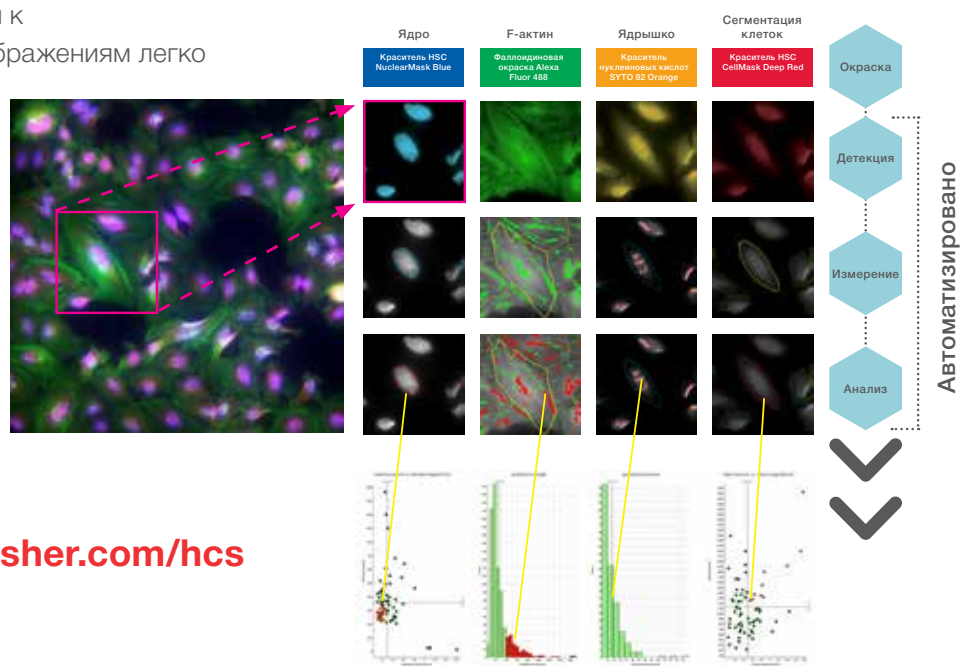 к
бражениям легко
Ядро
F-актин
Ядрышко
Сегментация
клеток
Краситель HSC
NuclearMask Blue
Фаллоидиновая
окраска Alexa
Fluor 488
Краситель
нуклеиновых кислот
SYTO 82 Orange
Краситель HSC
CellMask Deep Red
Окраска
Детекция
Измерение
Анализ
Автоматизировано
sher.com/hcs